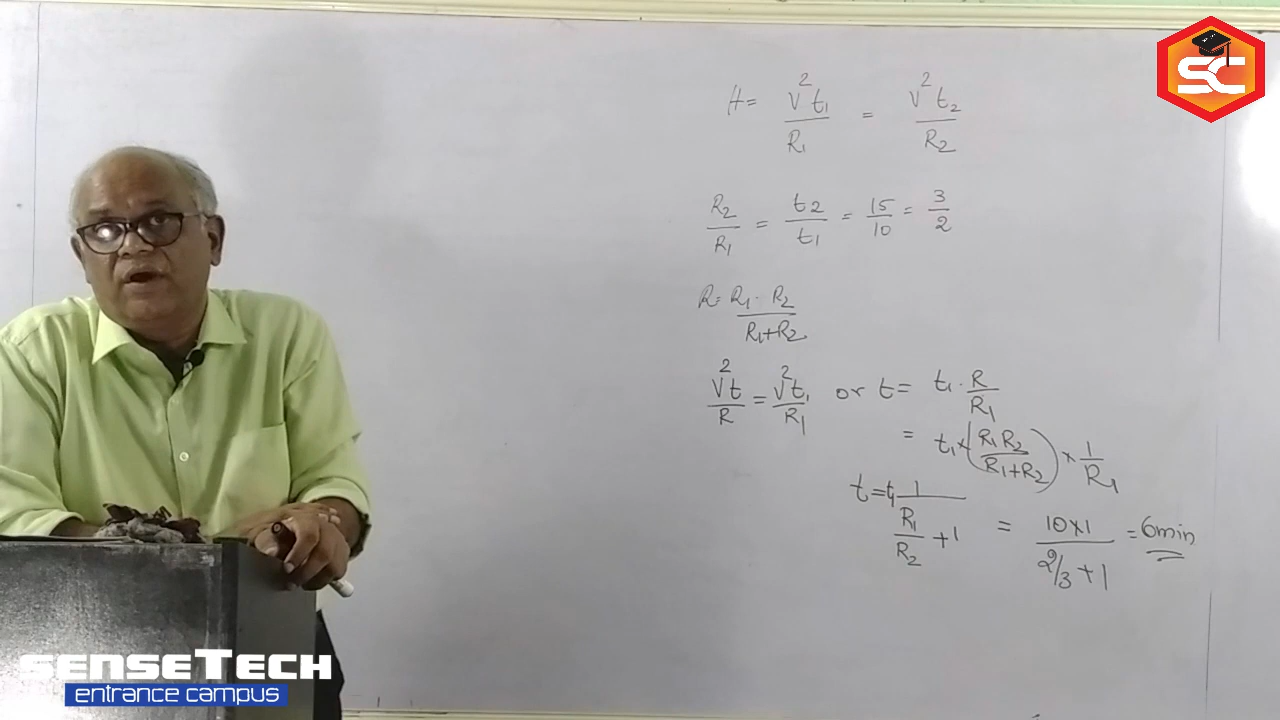 SC
H = V²t₁/R₁ = V²t₂/R₂
R₂/R₁ = t₂/t₁ = 15/10 = 3/2
R = R₁ · R₂/R₁+R₂
V²t/R = V²t₁/R₁ or t = t₁ · R/R₁
= t₁ × (R₁R₂/R₁+R₂) × 1/R₁
t = t₁ 1/R₁/R₂ + 1 = 10×1/2/3 + 1 = 6min
SENSETECH
entrance campus